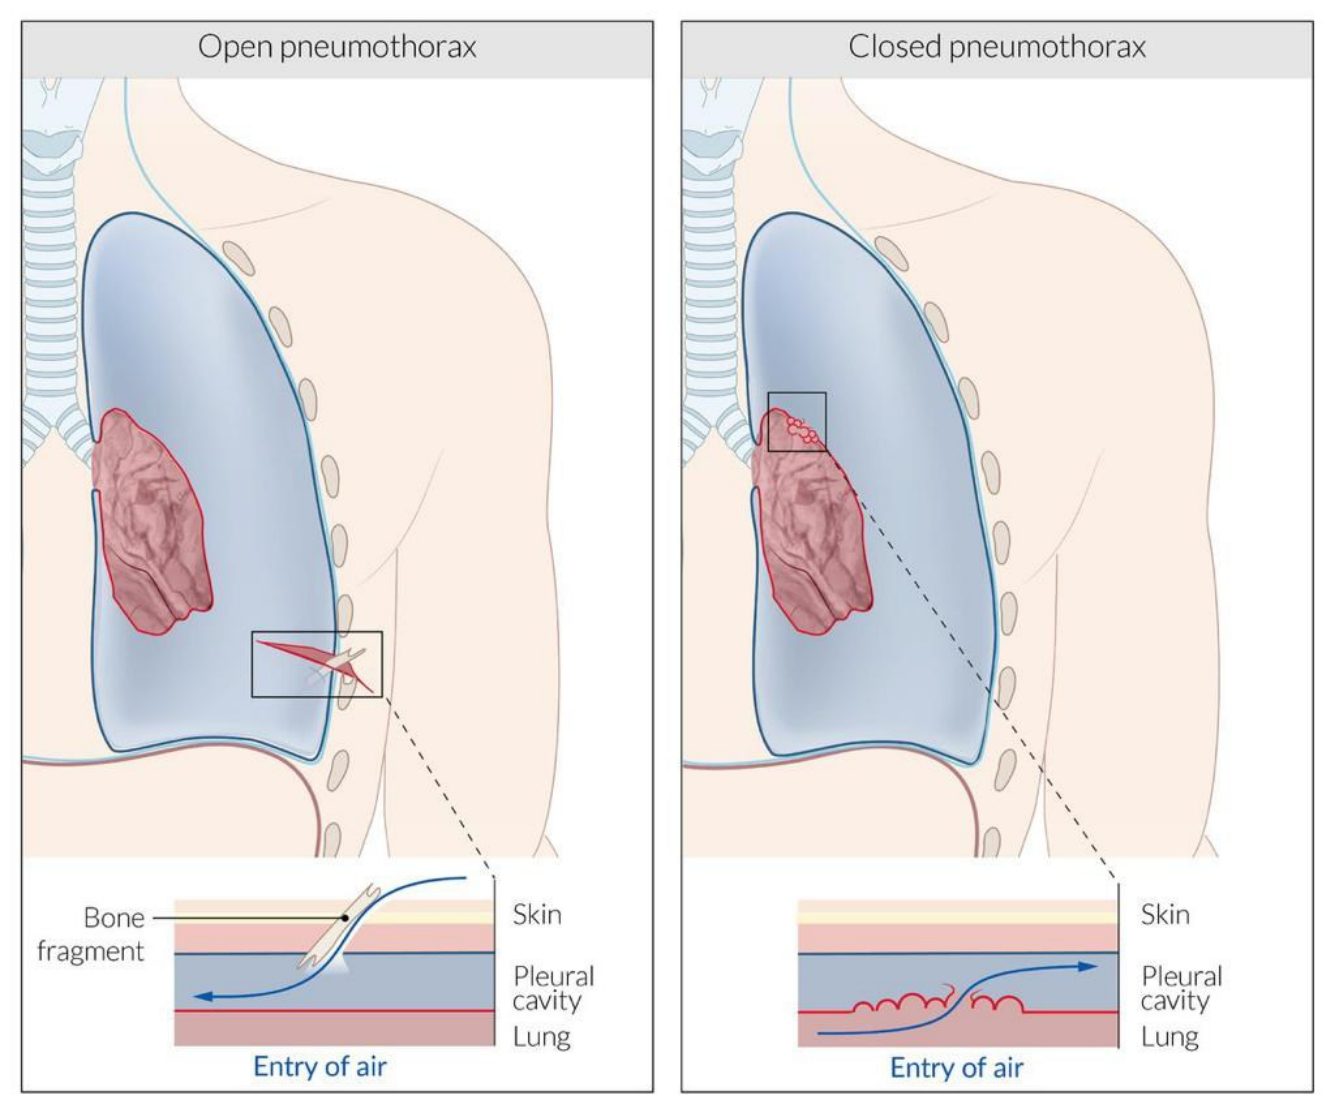 Open pneumothorax
Bone
fragment
Skin
Pleural
cavity
Lung
Entry of air
Closed pneumothorax
Skin
Pleural
cavity
Lung
Entry of air